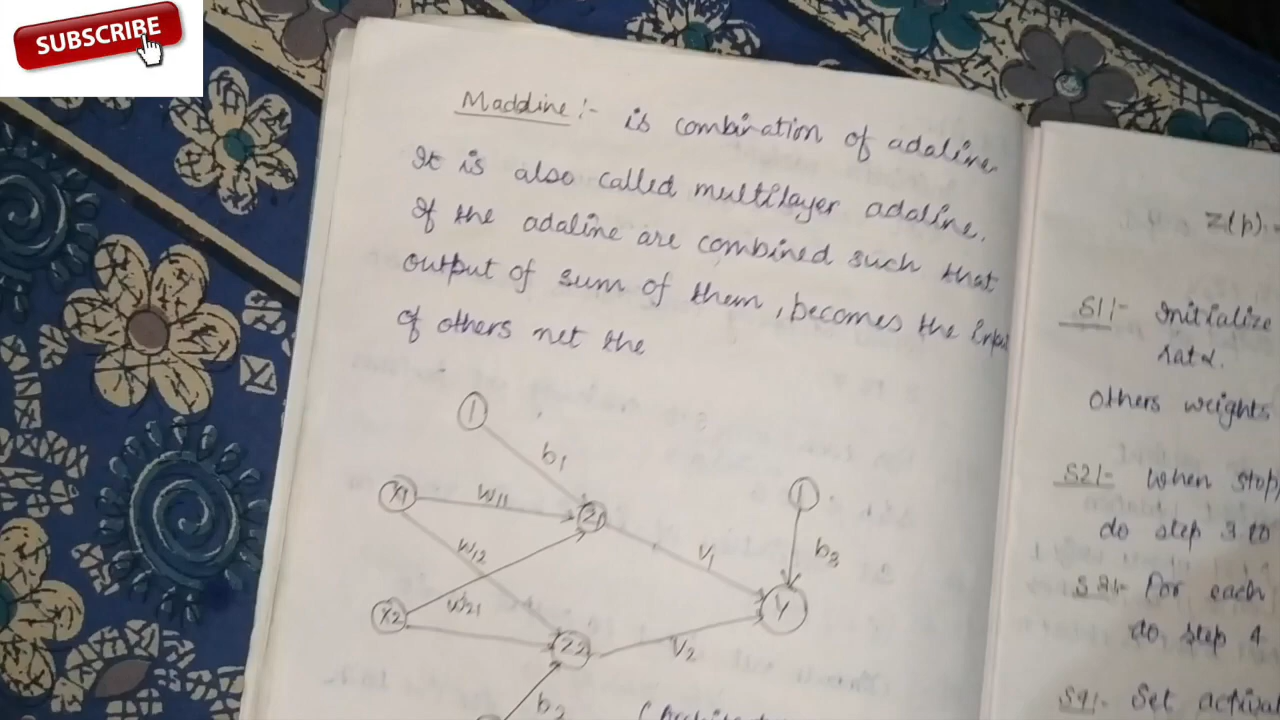 SUBSCRIBE
Madaline :- is combination of adaline.
It is also called multilayer adaline.
If the adaline are combined such that
output of sum of them, becomes the input
of others net the
1
b1
x1
w11
z1
1
w12
v1
b3
x2
w21
y
z2
v2
b2
z(p)
S1:- Initialize
rate α.
others weights
S2:- When stop
do step 3 to
S3:- For each
do, step 4
S4:- Set activa